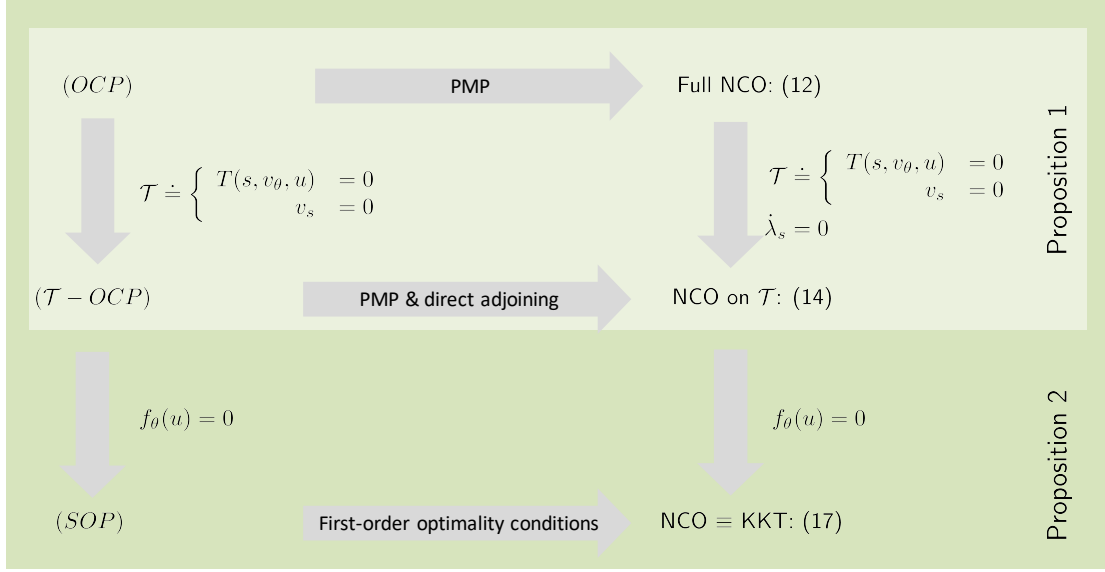 (OCP)
PMP
Full NCO: (12)
𝒯 ≐ { T(s, v_θ, u) = 0
v_s = 0
𝒯 ≐ { T(s, v_θ, u) = 0
v_s = 0
λ̇_s = 0
Proposition 1
(𝒯 − OCP)
PMP & direct adjoining
NCO on 𝒯: (14)
f_θ(u) = 0
f_θ(u) = 0
Proposition 2
(SOP)
First-order optimality conditions
NCO ≡ KKT: (17)